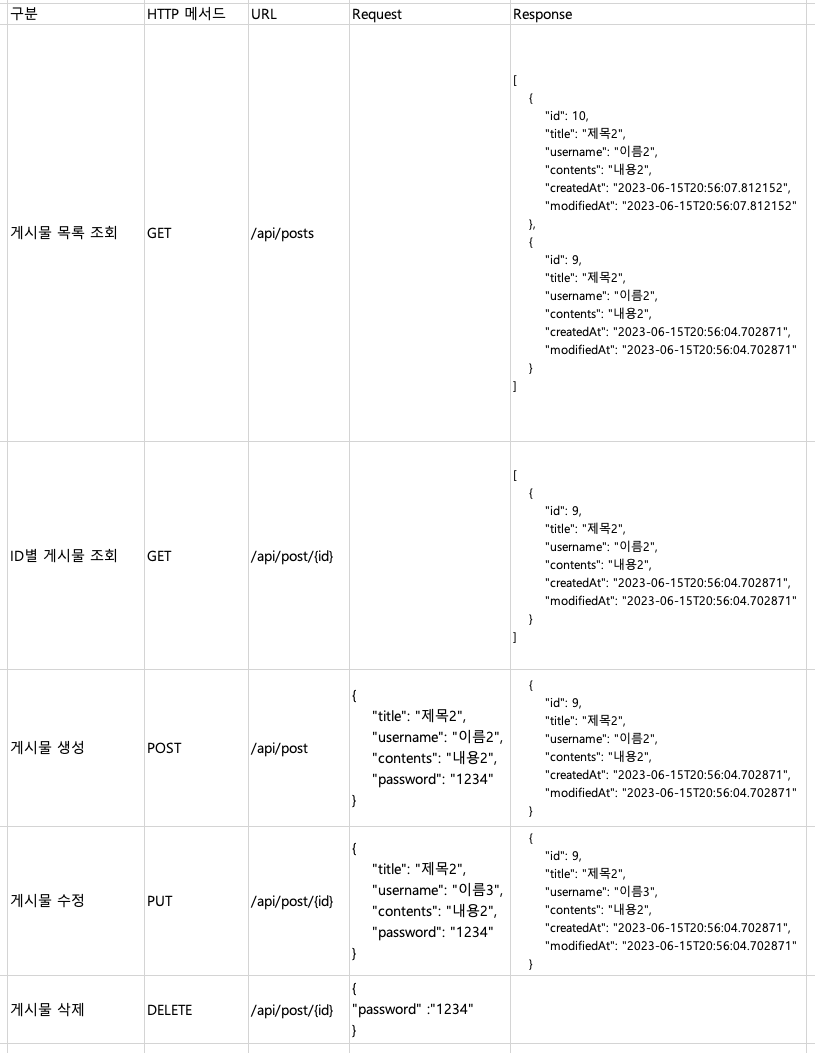 구분 HTTP 메서드 URL Request Response
게시물 목록 조회 GET /api/posts
[
{
"id": 10,
"title": "제목2",
"username": "이름2",
"contents": "내용2",
"createdAt": "2023-06-15T20:56:07.812152",
"modifiedAt": "2023-06-15T20:56:07.812152"
},
{
"id": 9,
"title": "제목2",
"username": "이름2",
"contents": "내용2",
"createdAt": "2023-06-15T20:56:04.702871",
"modifiedAt": "2023-06-15T20:56:04.702871"
}
]
ID별 게시물 조회 GET /api/post/{id}
[
{
"id": 9,
"title": "제목2",
"username": "이름2",
"contents": "내용2",
"createdAt": "2023-06-15T20:56:04.702871",
"modifiedAt": "2023-06-15T20:56:04.702871"
}
]
게시물 생성 POST /api/post
{
"title": "제목2",
"username": "이름2",
"contents": "내용2",
"password": "1234"
}
{
"id": 9,
"title": "제목2",
"username": "이름2",
"contents": "내용2",
"createdAt": "2023-06-15T20:56:04.702871",
"modifiedAt": "2023-06-15T20:56:04.702871"
}
게시물 수정 PUT /api/post/{id}
{
"title": "제목2",
"username": "이름3",
"contents": "내용2",
"password": "1234"
}
{
"id": 9,
"title": "제목2",
"username": "이름3",
"contents": "내용2",
"createdAt": "2023-06-15T20:56:04.702871",
"modifiedAt": "2023-06-15T20:56:04.702871"
}
게시물 삭제 DELETE /api/post/{id}
{
"password" :"1234"
}